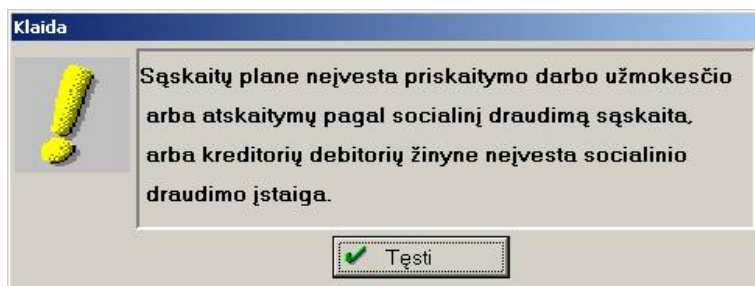 Klaida
Sąskaitų plane neįvesta priskaitymo darbo užmokesčio
arba atskaitymų pagal socialinį draudimą sąskaita,
arba kreditorių debitorių žinyne neįvesta socialinio
draudimo įstaiga.
Tęsti